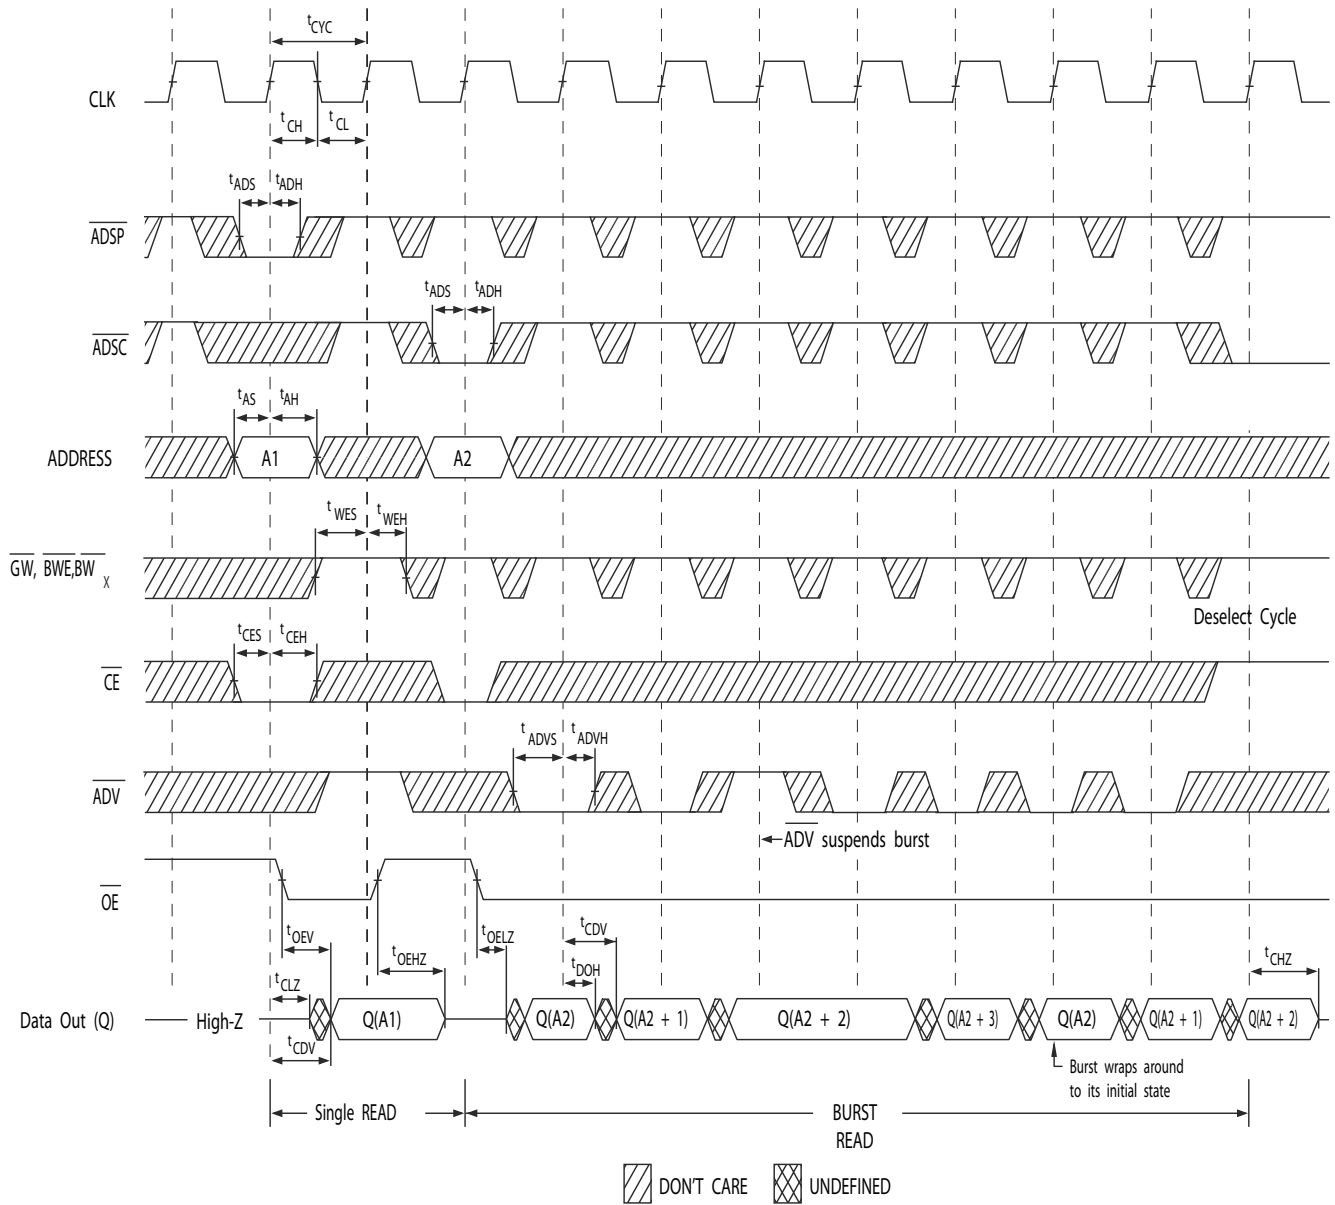 tCYC
CLK
tCH tCL
tADS tADH
ADSP
tADS tADH
ADSC
tAS tAH
ADDRESS A1 A2
tWES tWEH
GW, BWE,BW X
Deselect Cycle
tCES tCEH
CE
tADVS tADVH
ADV
ADV suspends burst
OE
tOEV tOEHZ tOELZ tCDV
tCLZ tDOH tCHZ
Data Out (Q) High-Z Q(A1) Q(A2) Q(A2 + 1) Q(A2 + 2) Q(A2 + 3) Q(A2) Q(A2 + 1) Q(A2 + 2)
tCDV
Burst wraps around
to its initial state
Single READ BURST
READ
DON'T CARE UNDEFINED